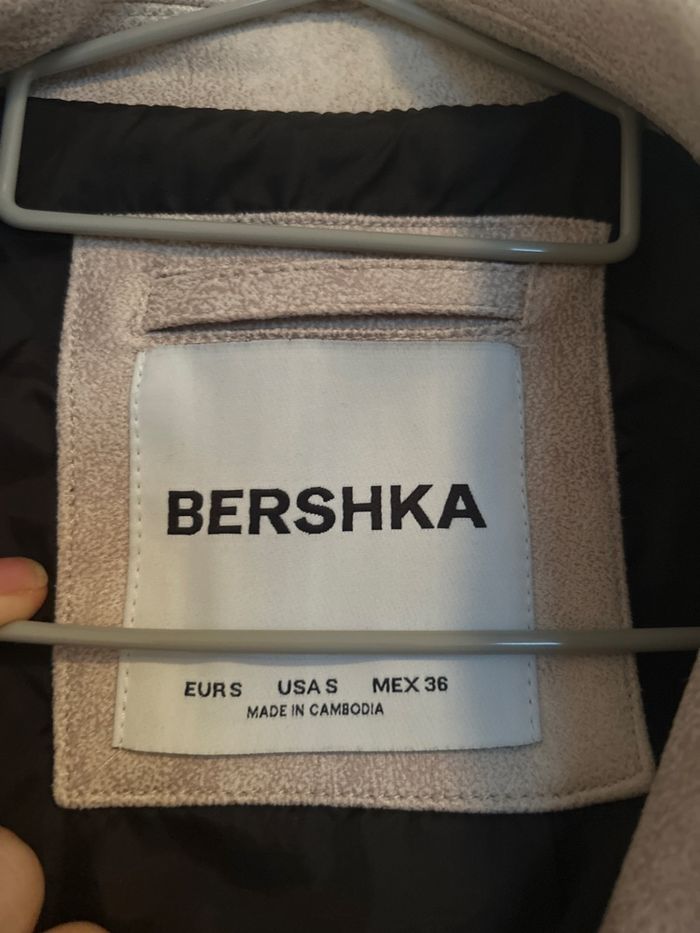 BERSHKA
EUR S USA S MEX 36
MADE IN CAMBODIA